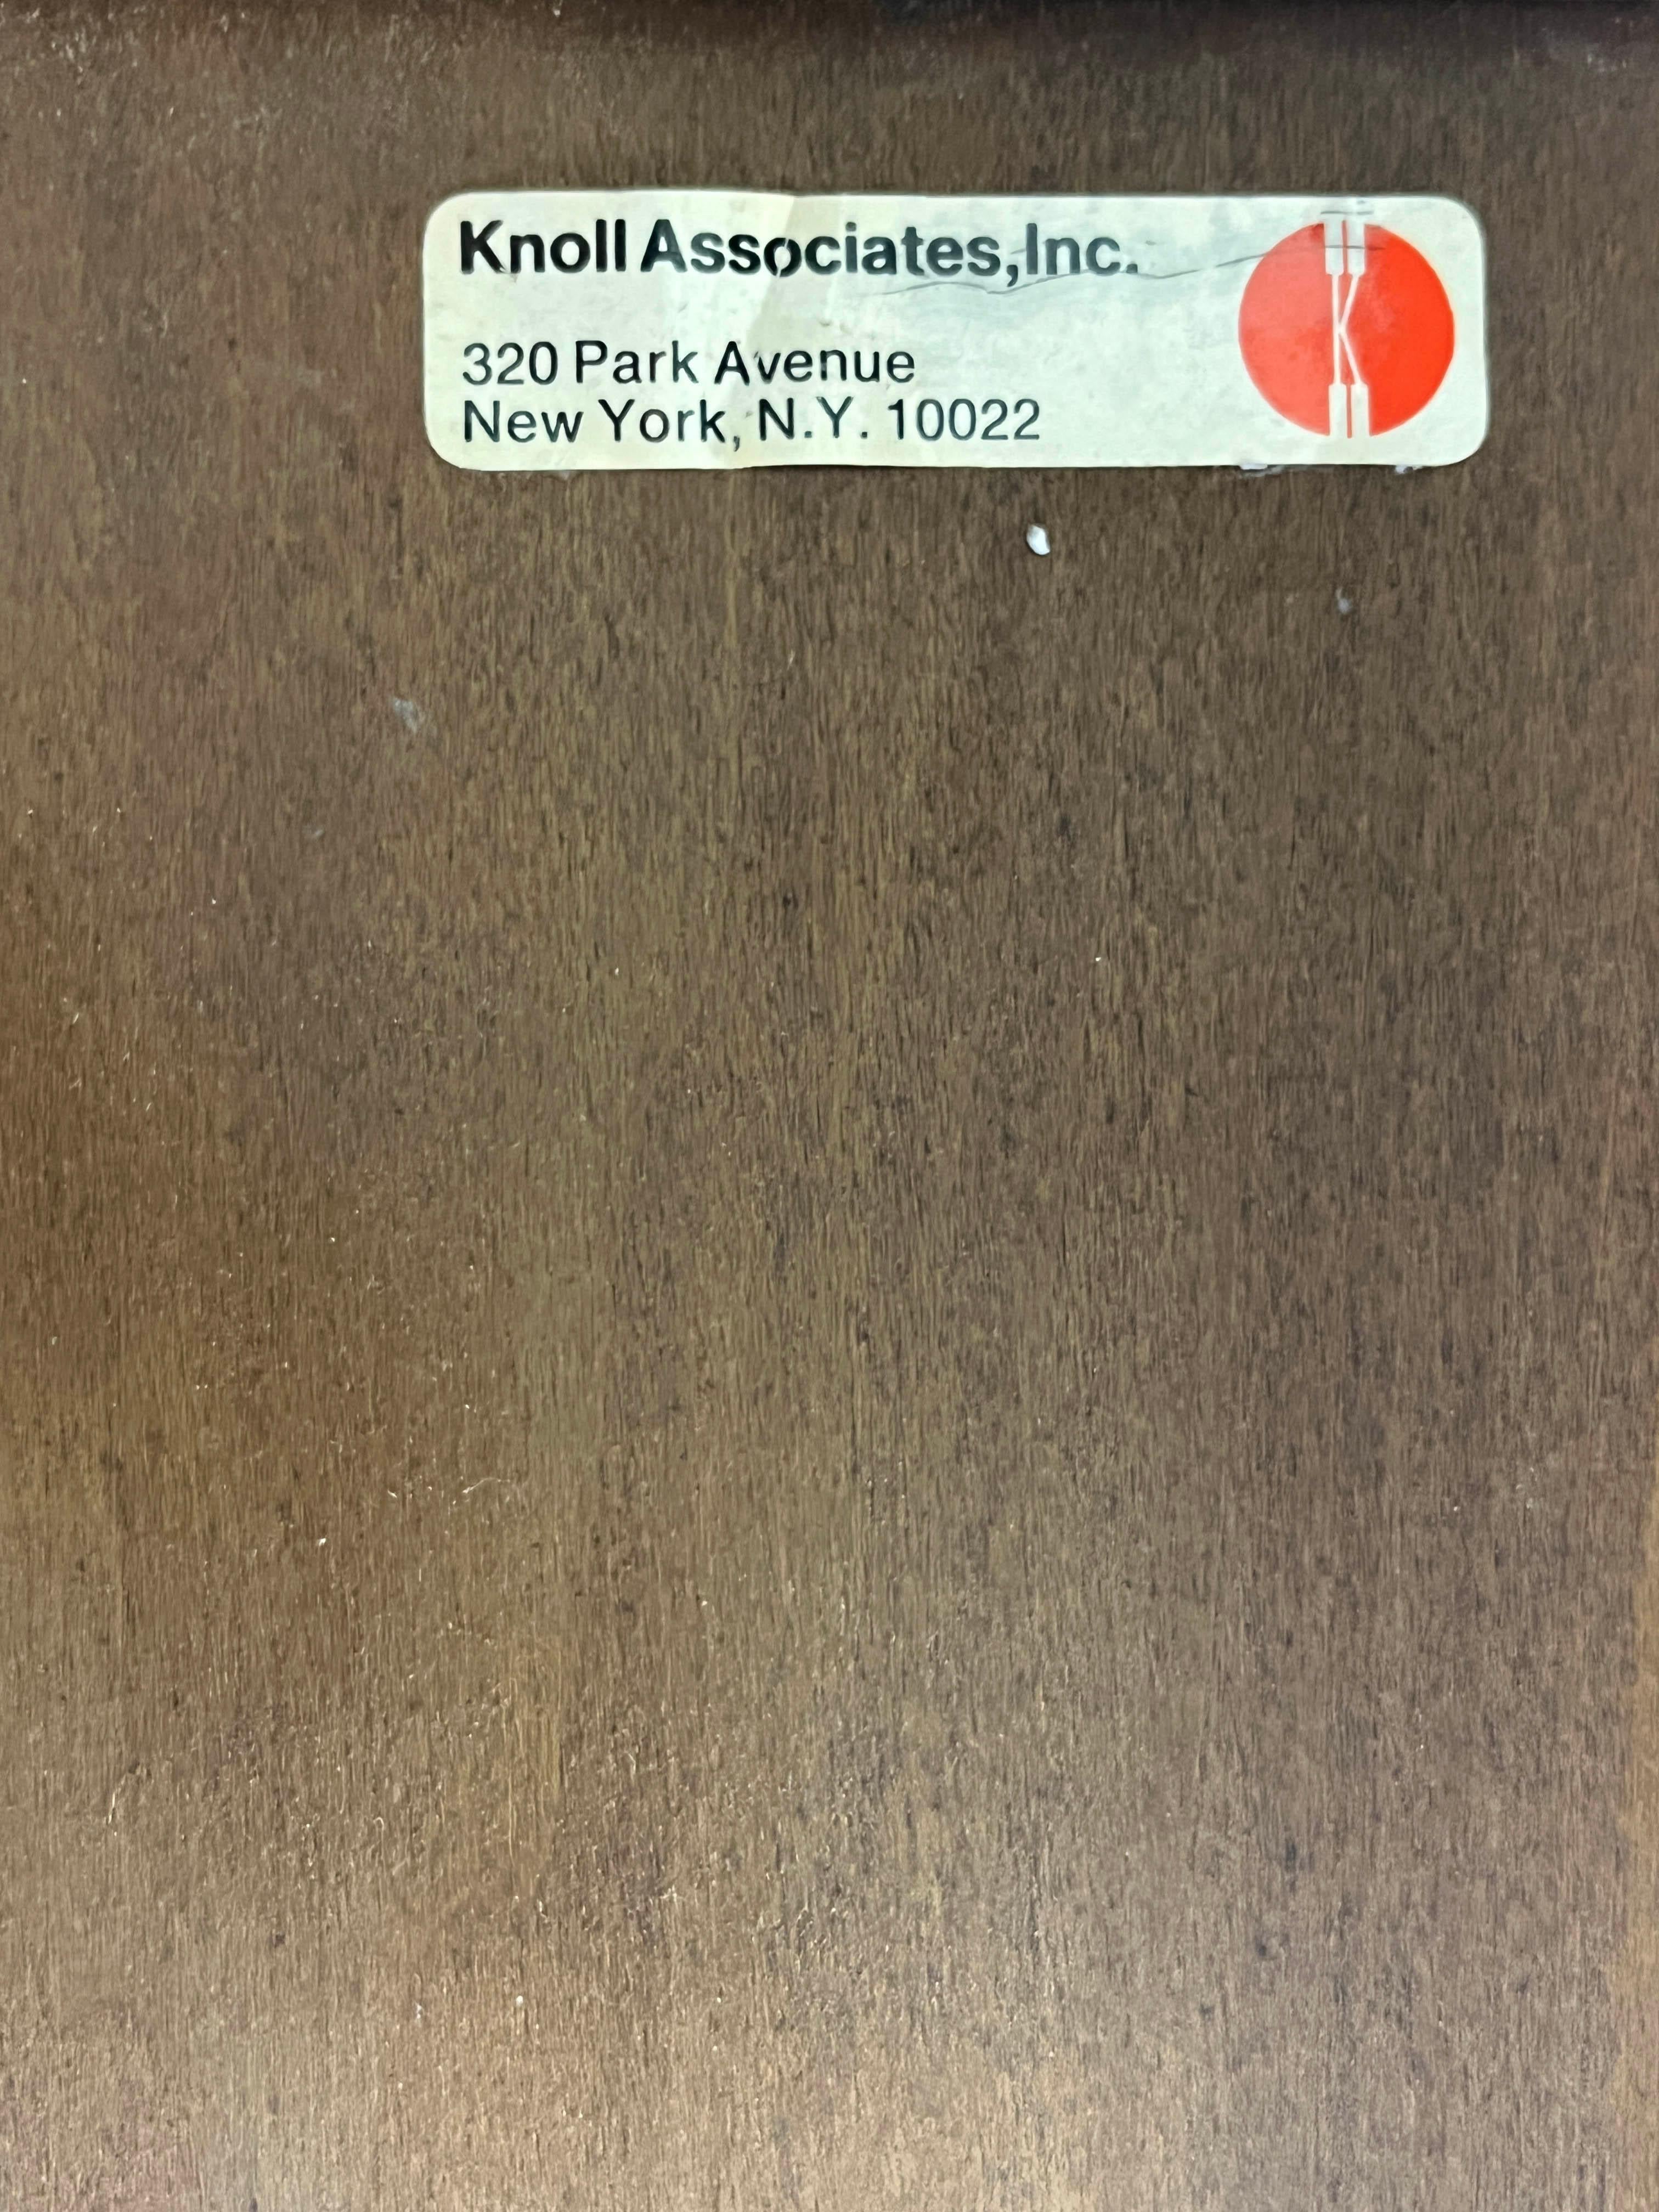 Knoll Associates, Inc.
320 Park Avenue
New York, N.Y. 10022
K